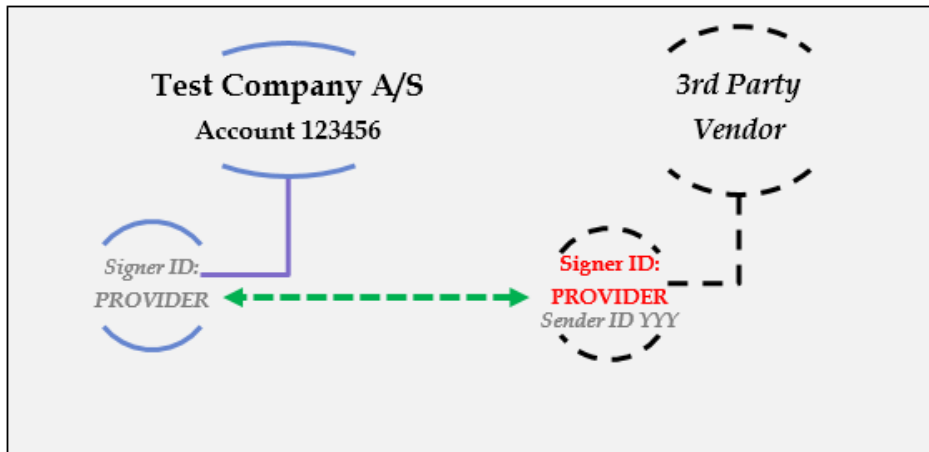 Test Company A/S
Account 123456
3rd Party
Vendor
Signer ID:
PROVIDER
Signer ID:
PROVIDER
Sender ID YYY